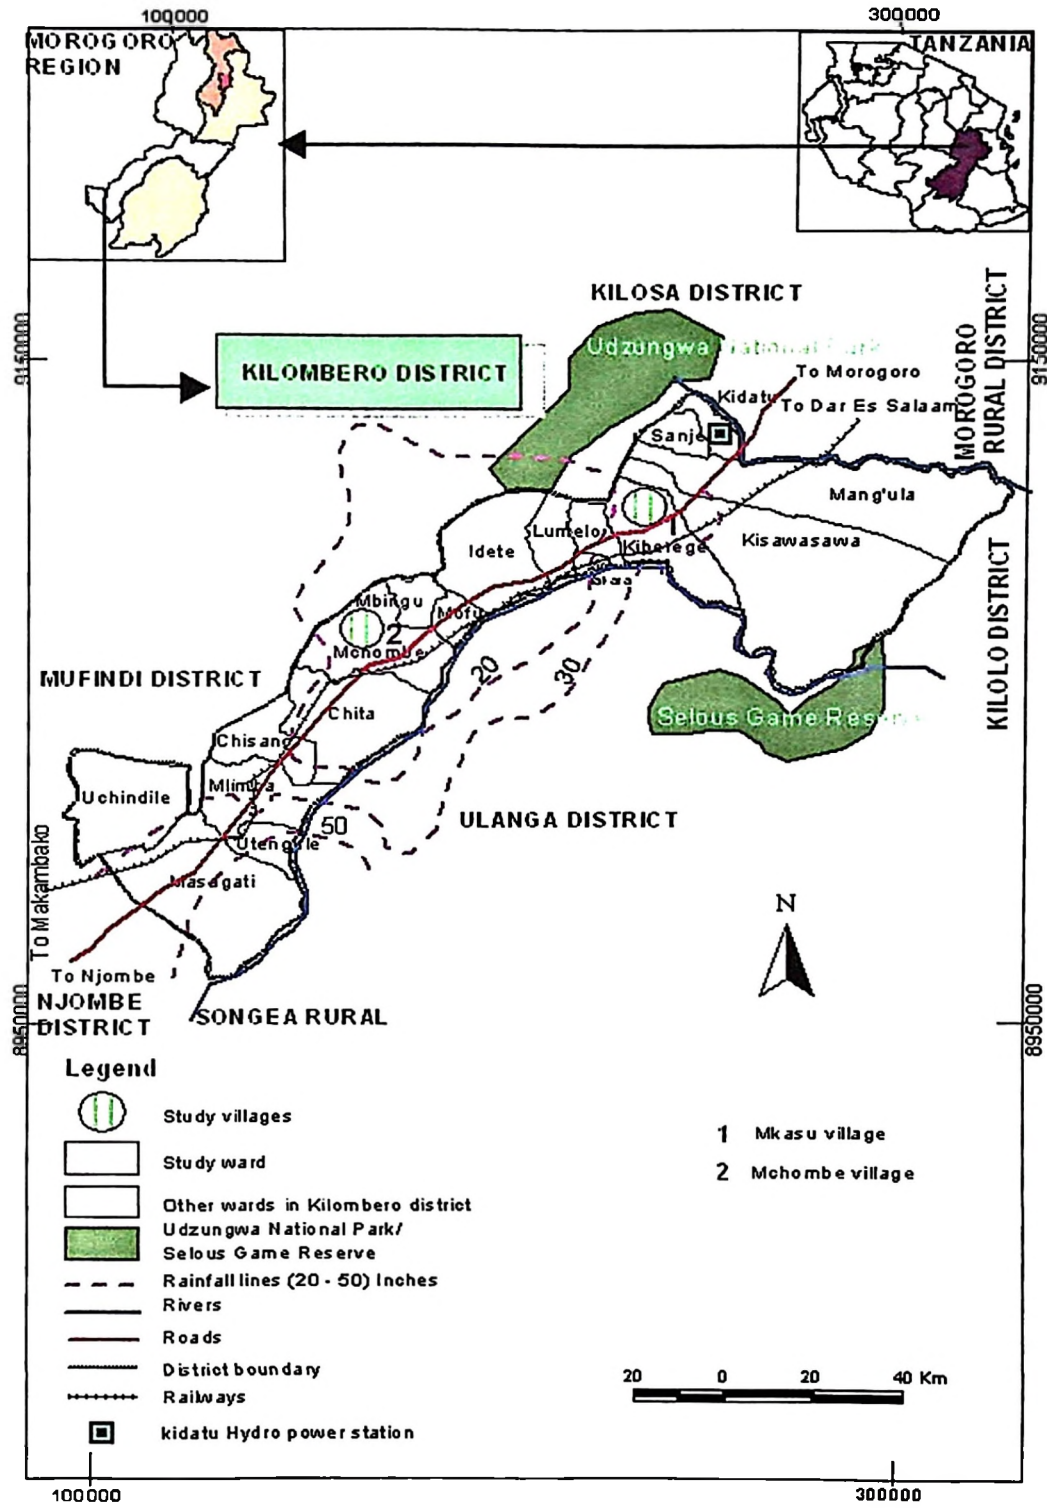 100000
300000
MOROGORO
REGION
TANZANIA
KILOSA DISTRICT
MOROGORO
RURAL DISTRICT
9150000
9150000
Udzungwa National Park
KILOMBERO DISTRICT
To Morogoro
Kidatu
To Dar Es Salaam
Sanje
Mang'ula
Lumelo
Idete
Kibelege
Kisawasawa
1
Mbingu
Mofu
2
Mchombe
KILOLO DISTRICT
MUFINDI DISTRICT
20
30
Chita
Selous Game Reserve
Chisano
Mlimba
Uchindile
ULANGA DISTRICT
50
Utengule
Masagati
To Makambako
N
To Njombe
NJOMBE
DISTRICT
SONGEA RURAL
8950000
8950000
Legend
Study villages
Study ward
Other wards in Kilombero district
Udzungwa National Park/
Selous Game Reserve
Rainfall lines (20 - 50) Inches
Rivers
Roads
District boundary
Railways
kidatu Hydro power station
1 Mkasu village
2 Mchombe village
20 0 20 40 Km
100000
300000